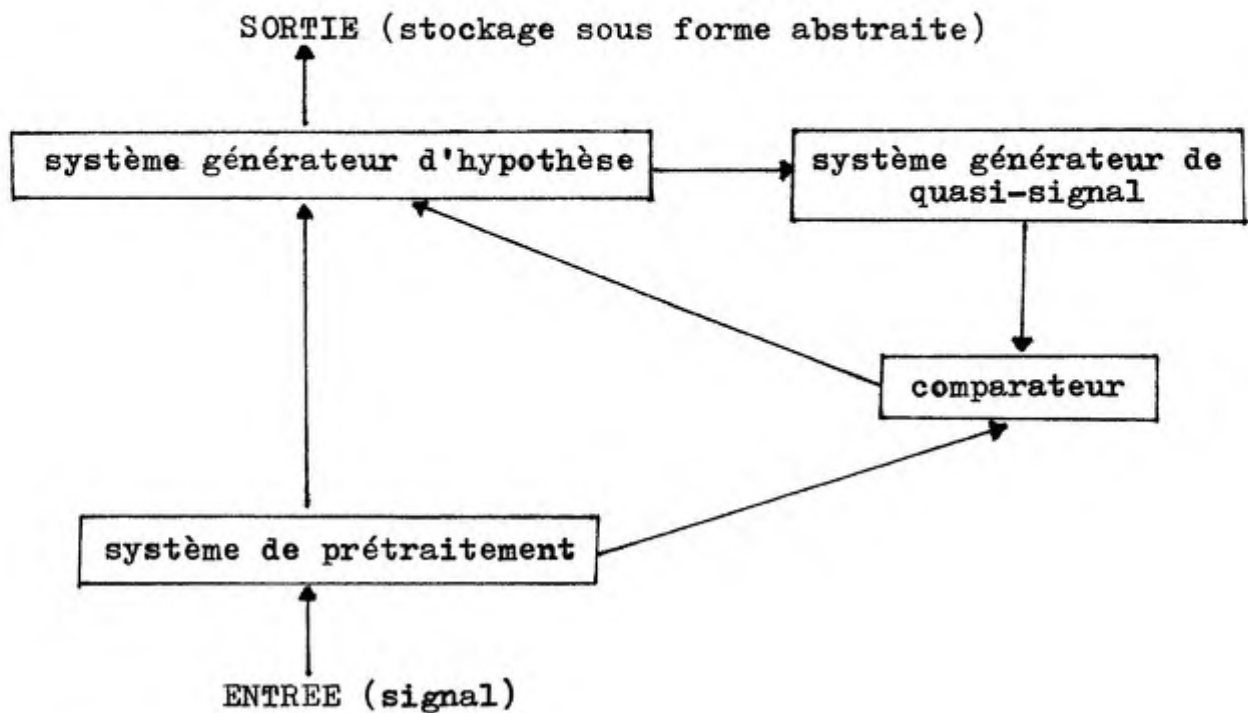 SORTIE (stockage sous forme abstraite)
système générateur d'hypothèse
système générateur de
quasi-signal
comparateur
système de prétraitement
ENTREE (signal)